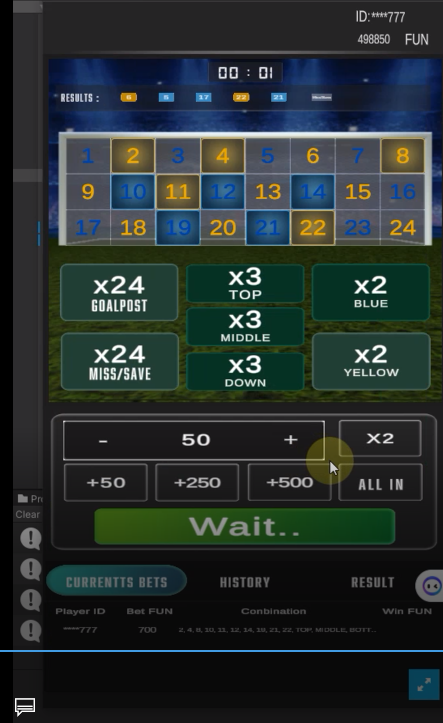 ID:****777
498850 FUN
00 : 01
RESULTS : 6 5 17 22 21
1 2 3 4 5 6 7 8
9 10 11 12 13 14 15 16
17 18 19 20 21 22 23 24
x24
GOALPOST
x3
TOP
x2
BLUE
x3
MIDDLE
x24
MISS/SAVE
x3
DOWN
x2
YELLOW
- 50 + X2
+50 +250 +500 ALL IN
Wait..
Pro
Clear
CURRENTTS BETS HISTORY RESULT
Player ID Bet FUN Conbination Win FUN
****777 700 2, 4, 8, 10, 11, 12, 14, 19, 21, 22, TOP, MIDDLE, BOTT...